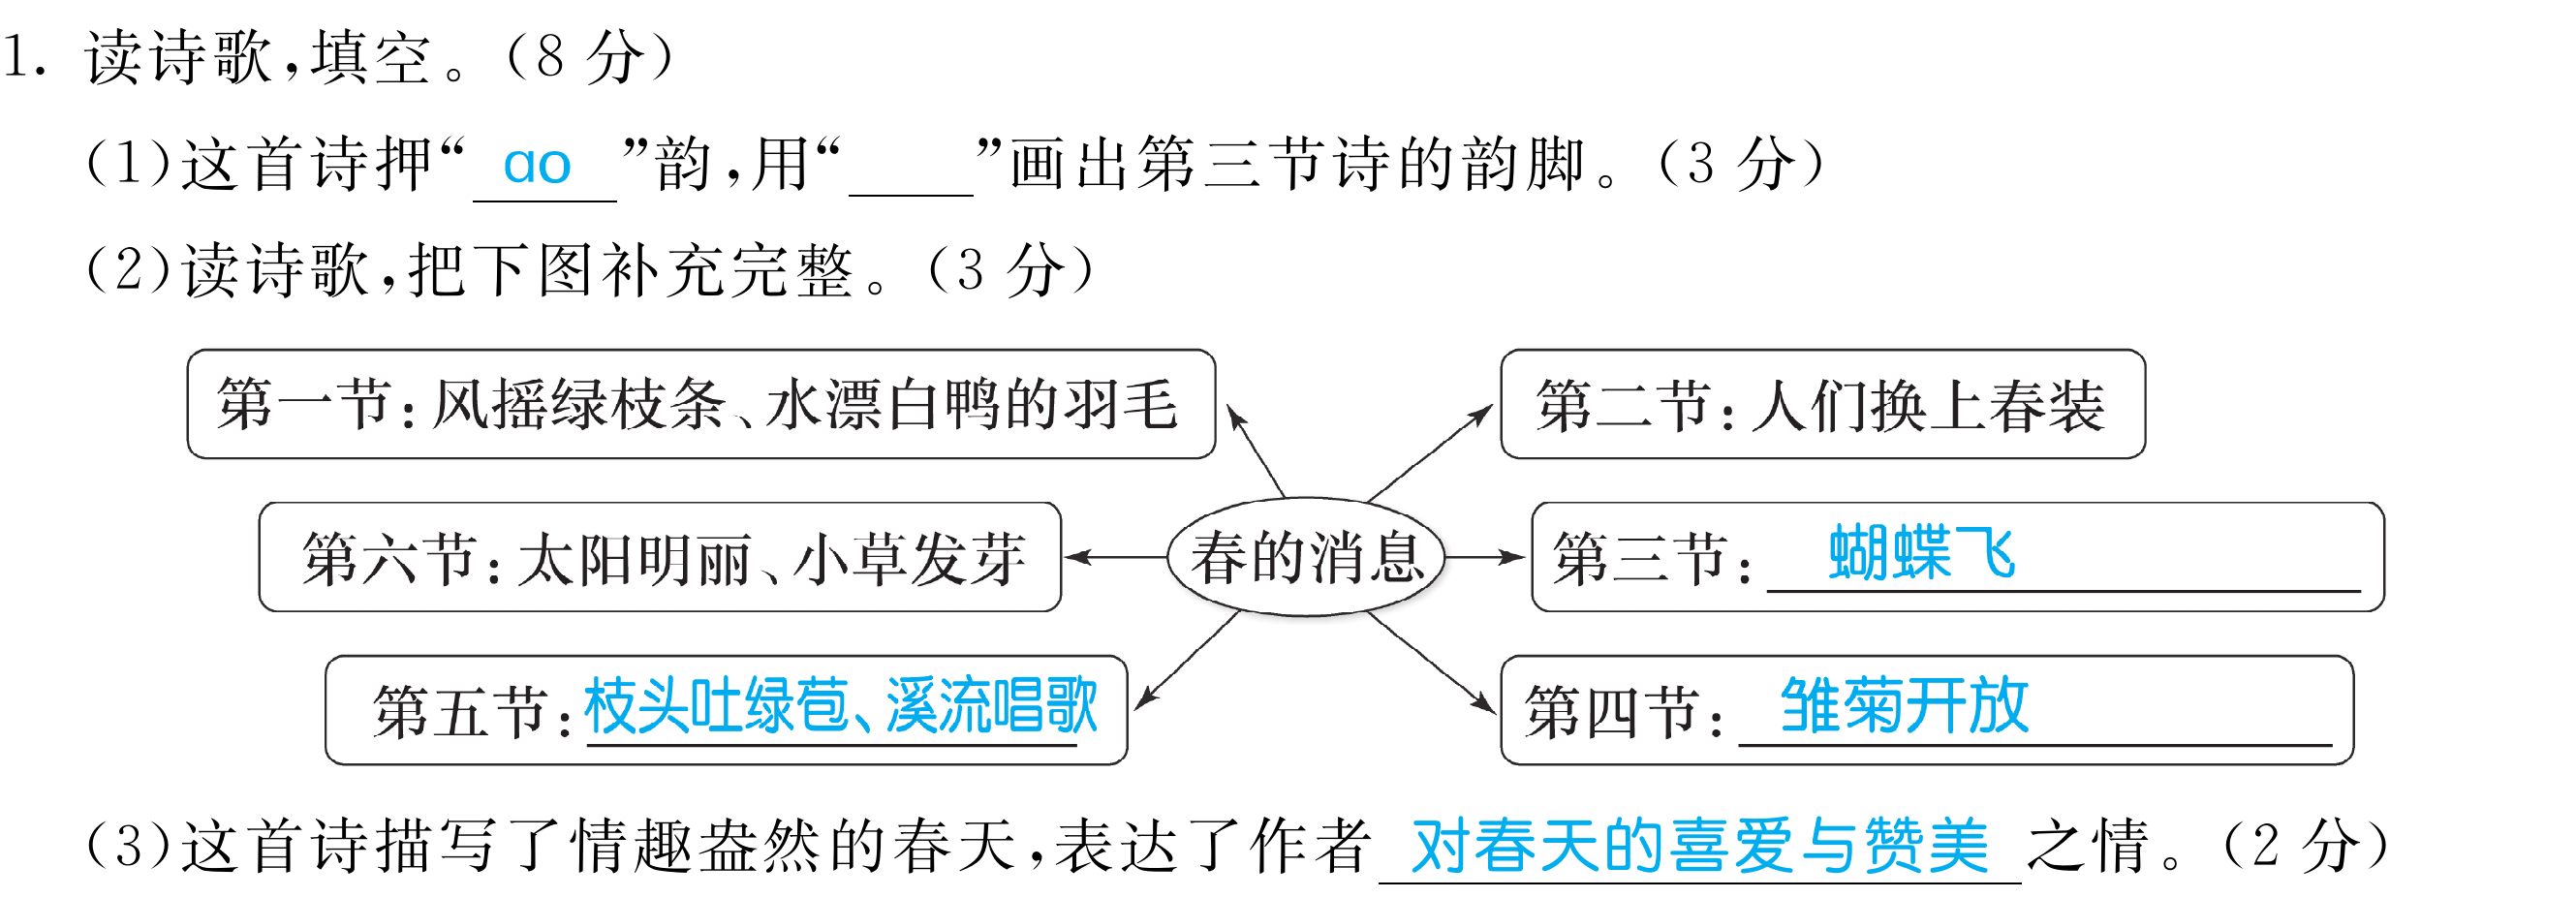 1. 读诗歌,填空。(8 分)
(1)这首诗押“ ɑo ”韵,用“____”画出第三节诗的韵脚。(3 分)
(2)读诗歌,把下图补充完整。(3 分)
第一节:风摇绿枝条、水漂白鸭的羽毛
第二节:人们换上春装
第六节:太阳明丽、小草发芽
春的消息
第三节: 蝴蝶飞
第五节:枝头吐绿苞、溪流唱歌
第四节: 雏菊开放
(3)这首诗描写了情趣盎然的春天,表达了作者 对春天的喜爱与赞美 之情。(2 分)